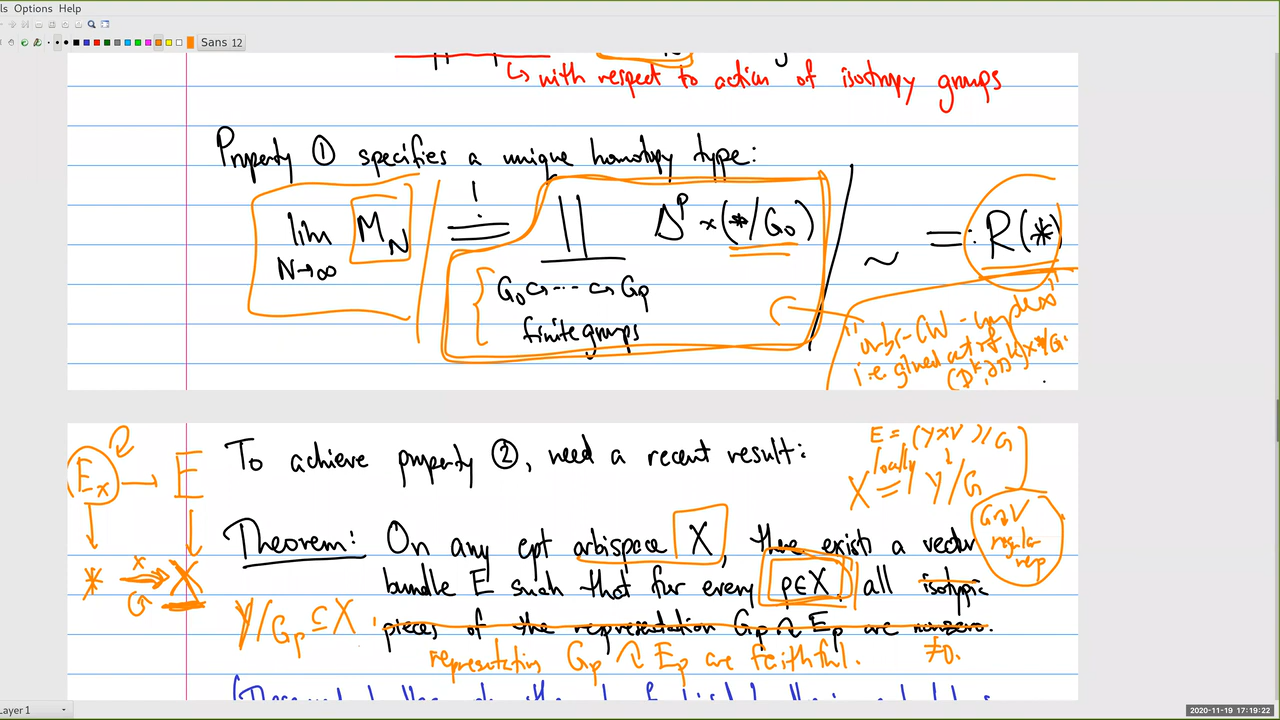 ls Options Help
Sans 12
↳ with respect to action of isotropy groups
Property ① specifies a unique homotopy type:
lim N→∞ M_N
∐ Δ^p × (*/G_0) / ~ =: R(*)
G_0 ↪ ··· ↪ G_p
finite groups
"orbi-CW-complex"
i.e. glued out of
(D^k, ∂D^k) × */G
E = (Y×V)/G
↓
X locally = Y/G
G ↷ V
regular
rep
E_x → E
↓ ↓
* →x X
G
To achieve property ②, need a recent result:
Theorem: On any cpt orbispace X, there exists a vector
bundle E such that for every p∈X, all isotypic
pieces of the representation G_p ↷ E_p are nonzero.
Y/G_p ⊆ X
representation G_p ↷ E_p are faithful. ≠0.
Layer 1
2020-11-19 17:19:22